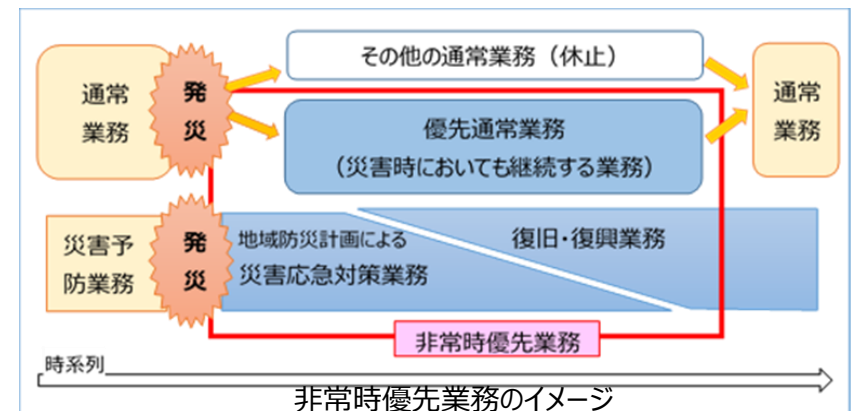 その他の通常業務（休止）
通常
業務
発
災
優先通常業務
（災害時においても継続する業務）
通常
業務
災害予
防業務
発
災
地域防災計画による
災害応急対策業務
復旧・復興業務
非常時優先業務
時系列
非常時優先業務のイメージ